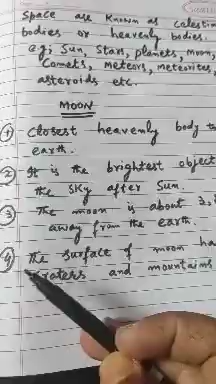 space are known as celestial
bodies or heavenly bodies.
e.g; Sun, Stars, planets, moon,
Comets, Meteors, meteorites,
asteroids etc.
MOON
① closest heavenly body to
earth.
② It is the brightest object
the sky after Sun.
③ The moon is about 3,
away from the earth.
④ The surface of moon ha
craters and mountains